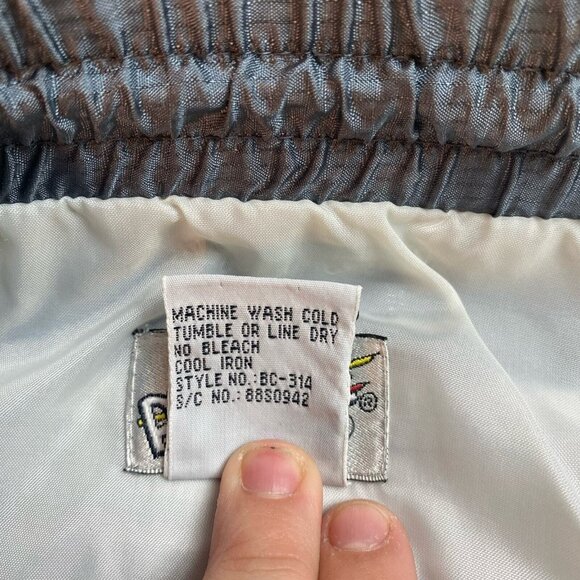 MACHINE WASH COLD
TUMBLE OR LINE DRY
NO BLEACH
COOL IRON
STYLE NO.:BC-314
S/C NO.:88S0942
®